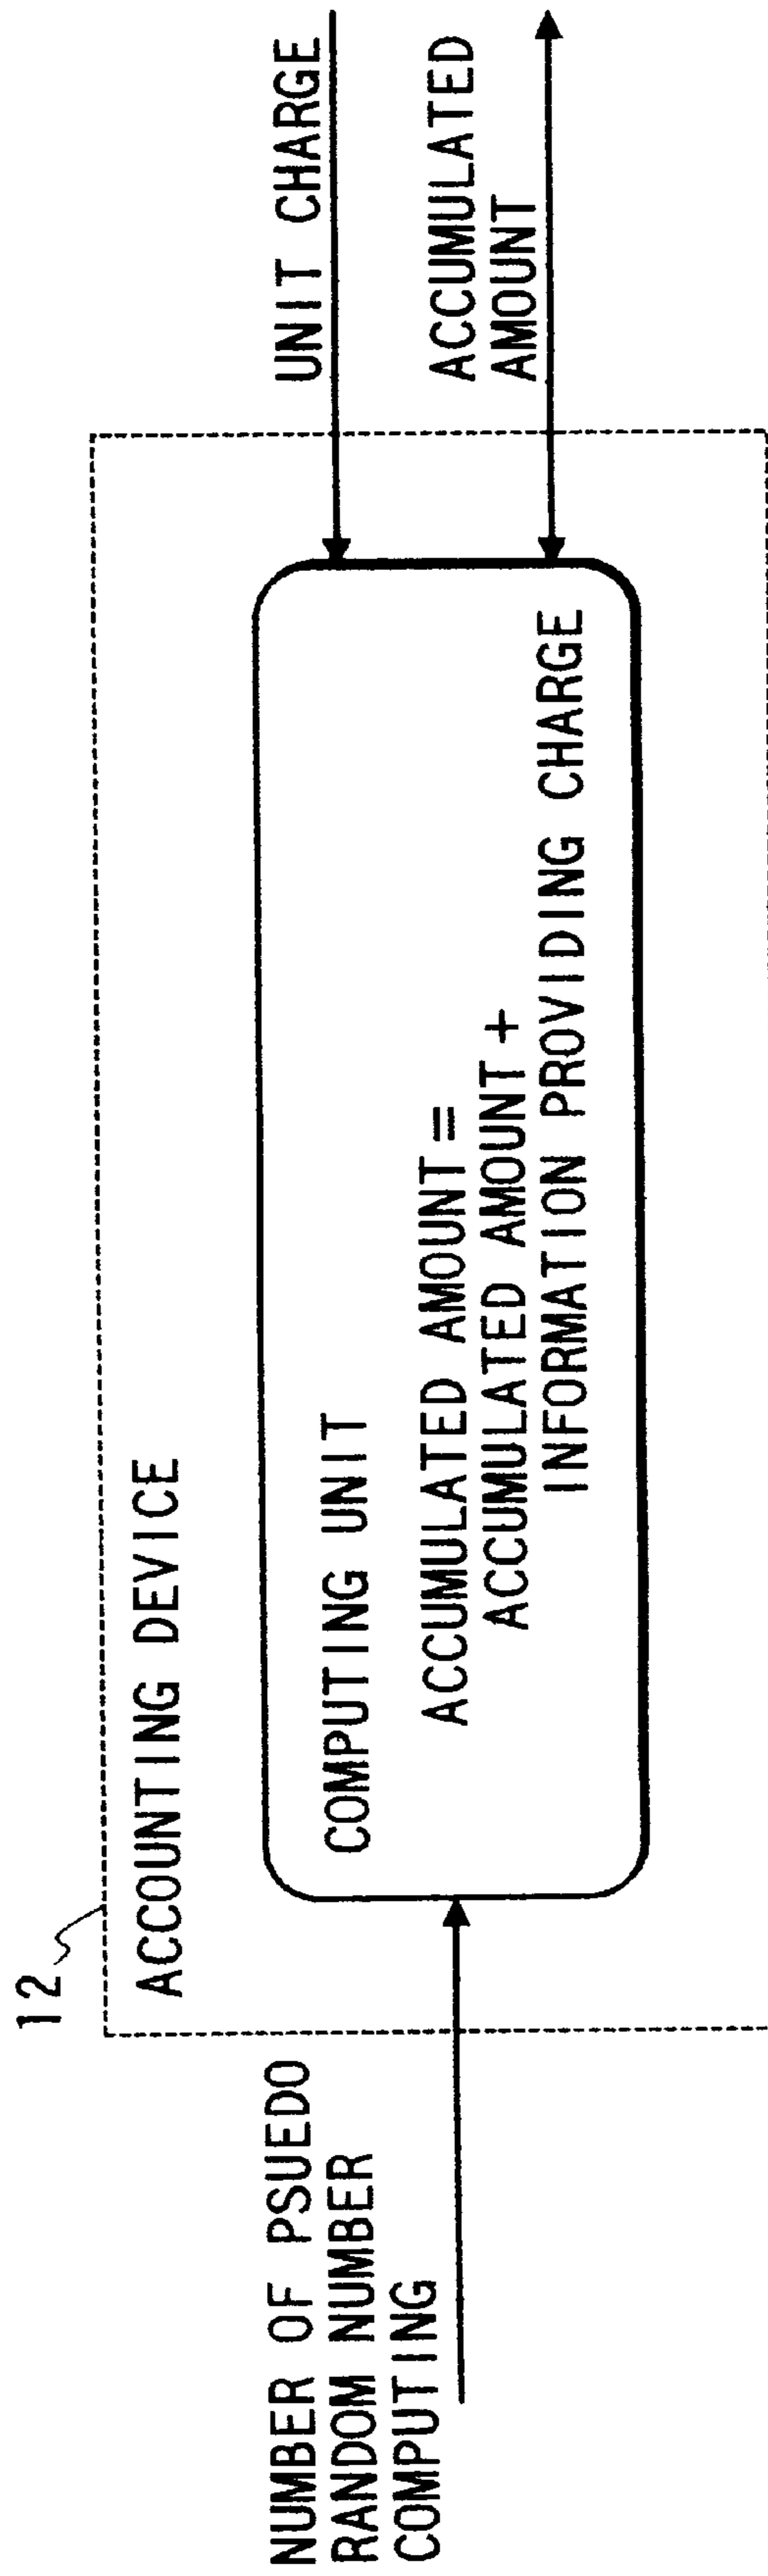 12
ACCOUNTING DEVICE
NUMBER OF PSUEDO
RANDOM NUMBER
COMPUTING
COMPUTING UNIT
ACCUMULATED AMOUNT =
ACCUMULATED AMOUNT +
INFORMATION PROVIDING CHARGE
UNIT CHARGE
ACCUMULATED
AMOUNT